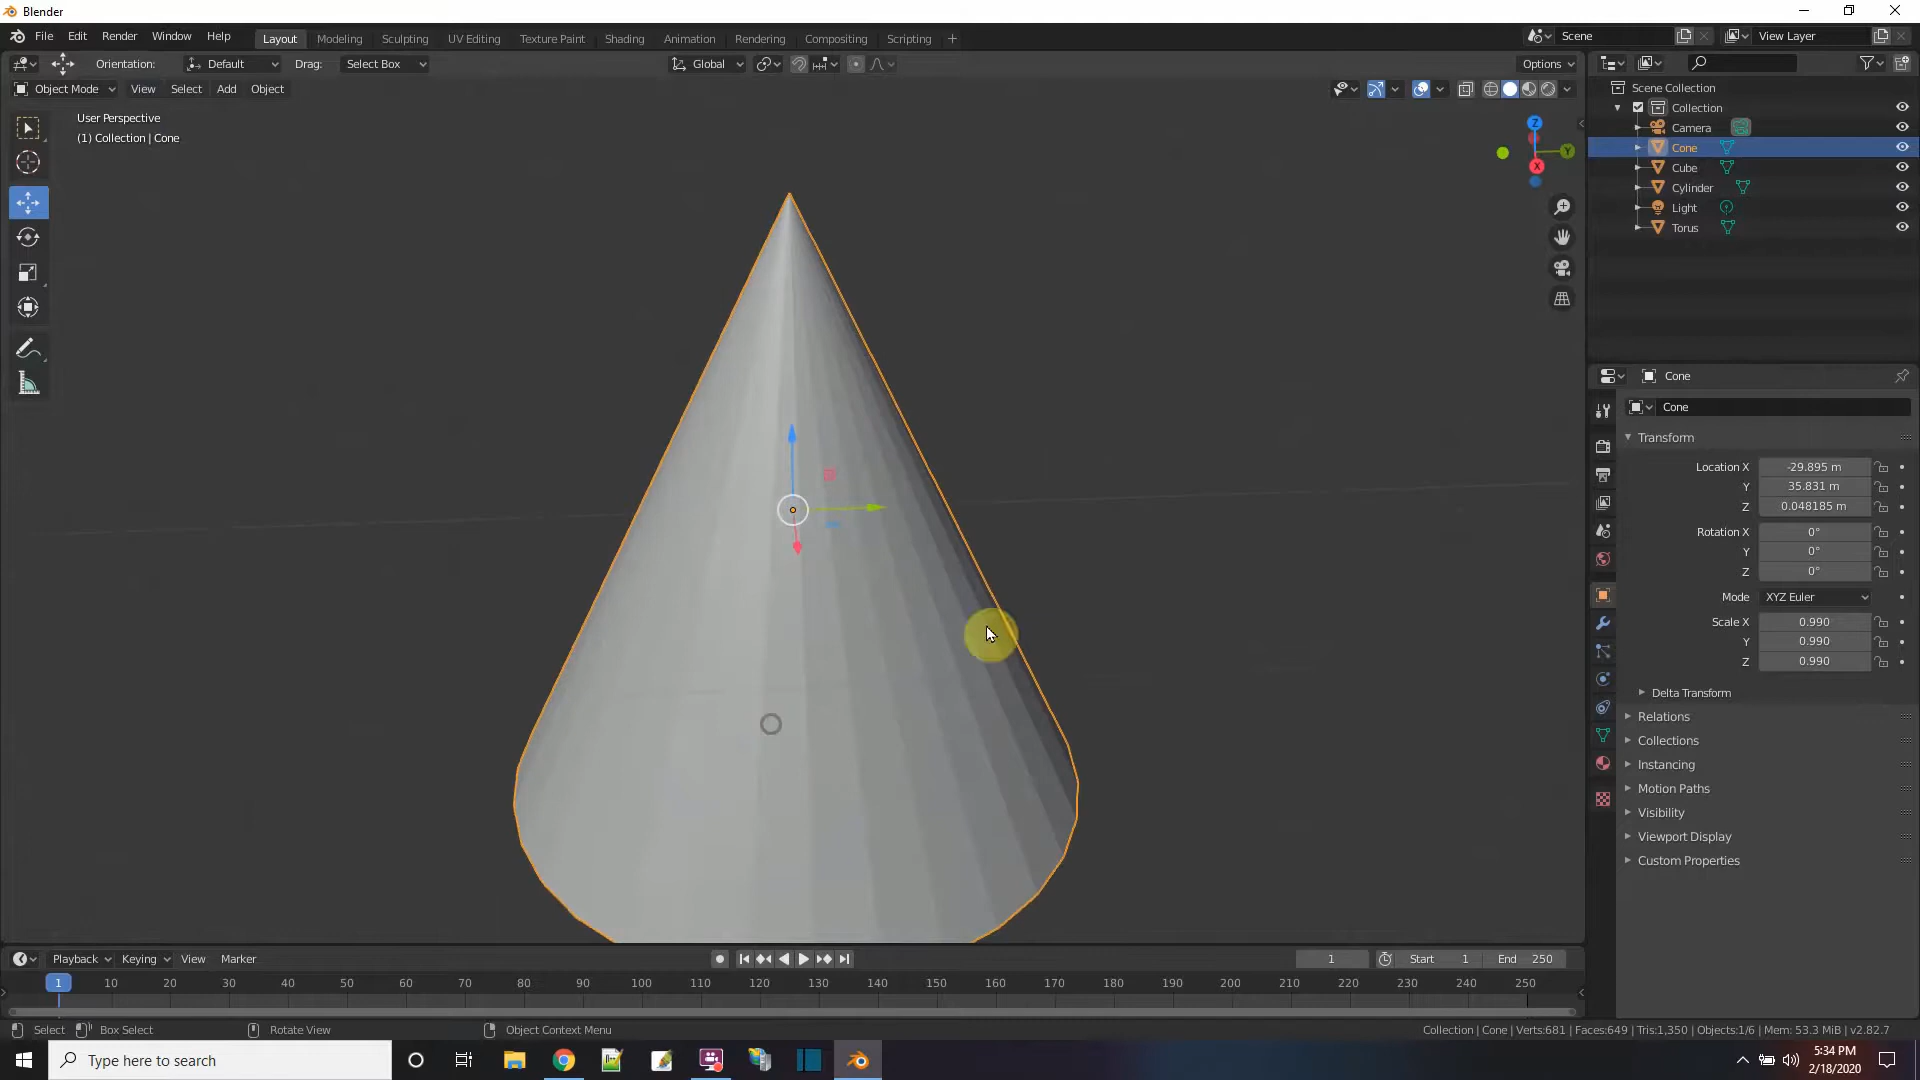 Blender
File Edit Render Window Help
Layout Modeling Sculpting UV Editing Texture Paint Shading Animation Rendering Compositing Scripting +
Scene
View Layer
Orientation: Default Drag: Select Box
Global
Options
Object Mode View Select Add Object
User Perspective
(1) Collection | Cone
Z
Y
X
Scene Collection
Collection
Camera
Cone
Cube
Cylinder
Light
Torus
Cone
Cone
Transform
Location X -29.895 m
Y 35.831 m
Z 0.048185 m
Rotation X 0°
Y 0°
Z 0°
Mode XYZ Euler
Scale X 0.990
Y 0.990
Z 0.990
Delta Transform
Relations
Collections
Instancing
Motion Paths
Visibility
Viewport Display
Custom Properties
Playback Keying View Marker
1 Start 1 End 250
1 10 20 30 40 50 60 70 80 90 100 110 120 130 140 150 160 170 180 190 200 210 220 230 240 250
Select Box Select Rotate View Object Context Menu
Collection | Cone | Verts:681 | Faces:649 | Tris:1,350 | Objects:1/6 | Mem: 53.3 MiB | v2.82.7
Type here to search
5:34 PM
2/18/2020